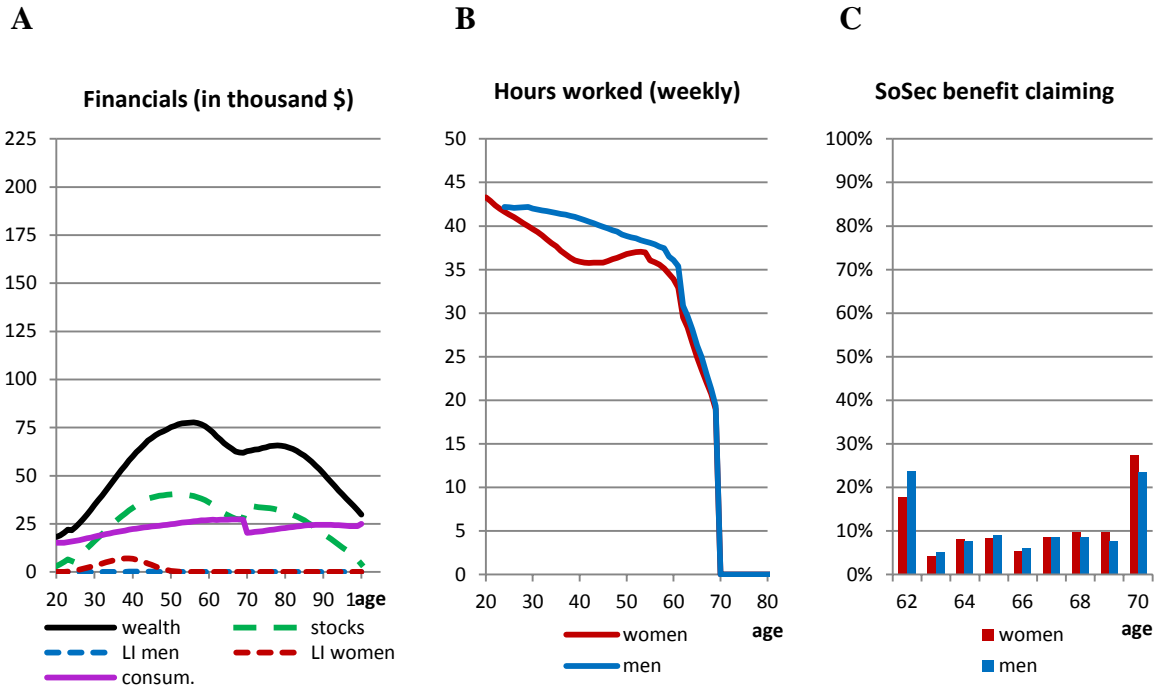 A
B
C
Financials (in thousand $)
Hours worked (weekly)
SoSec benefit claiming
225
200
175
150
125
100
75
50
25
0
20 30 40 50 60 70 80 90 1 age
wealth stocks
LI men LI women
consum.
50
45
40
35
30
25
20
15
10
5
0
20 30 40 50 60 70 80
age
women
men
100%
90%
80%
70%
60%
50%
40%
30%
20%
10%
0%
62 64 66 68 70
age
women
men